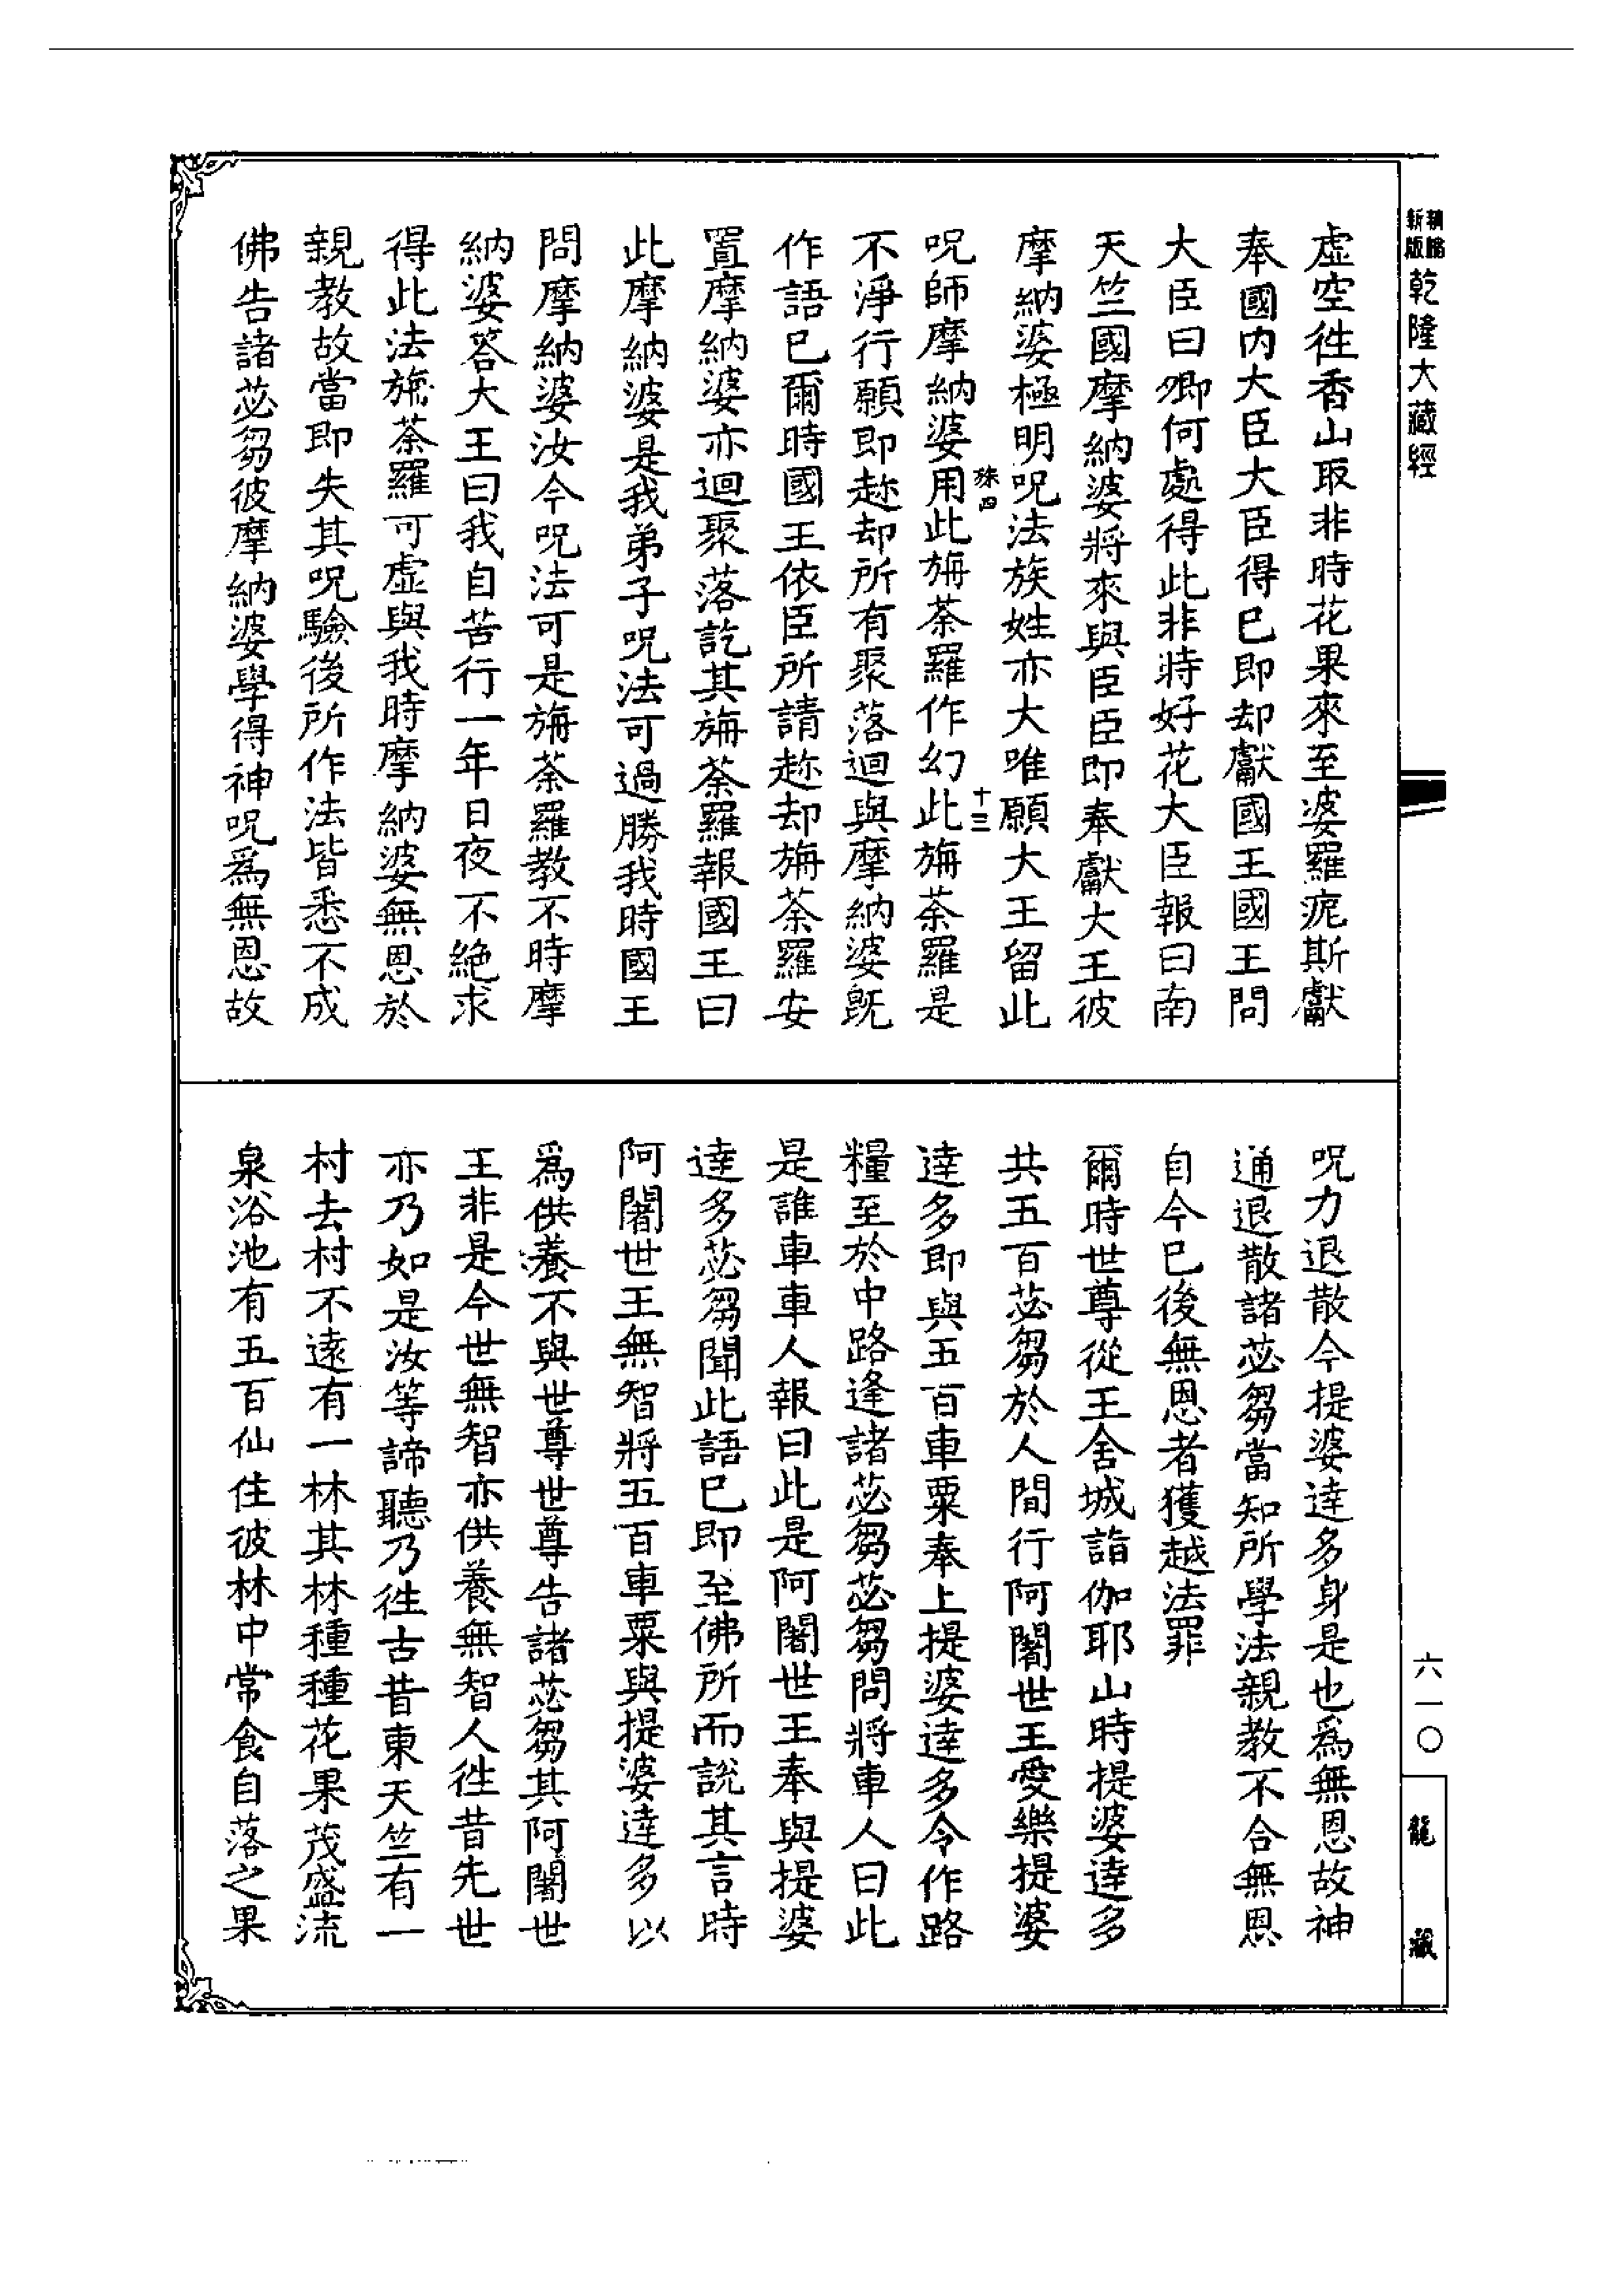 乾隆大藏經
虛空徃香山取非時花果來至婆羅痆斯獻
奉國內大臣大臣得已即却獻國王國王問
大臣曰卿何處得此非時好花大臣報曰南
天竺國摩納婆將來與臣臣即奉獻大王彼
摩納婆極明呪法族姓亦大唯願大王留此
呪師摩納婆用此旃荼羅作幻此旃荼羅是
不淨行願即趂却所有聚落迴與摩納婆旣
作語已爾時國王依臣所請趂却旃荼羅安
置摩納婆亦迴聚落訖其旃荼羅報國王曰
此摩納婆是我弟子呪法可過勝我時國王
問摩納婆汝今呪法可是旃荼羅教不時摩
納婆荅大王曰我自苦行一年日夜不絶求
得此法旃荼羅可虛與我時摩納婆無恩於
親教故當即失其呪驗後所作法皆悉不成
佛告諸苾芻彼摩納婆學得神呪爲無恩故
呪力退散今提婆達多身是也爲無恩故神
通退散諸苾芻當知所學法親教不合無恩
自今已後無恩者獲越法罪
爾時世尊從王舍城詣伽耶山時提婆達多
共五百苾芻於人間行阿闍世王愛樂提婆
達多即與五百車粟奉上提婆達多令作路
糧至於中路逢諸苾芻苾芻問將車人曰此
是誰車車人報曰此是阿闍世王奉與提婆
達多苾芻聞此語已即至佛所而說其言時
阿闍世王無智將五百車粟與提婆達多以
爲供養不與世尊世尊告諸苾芻其阿闍世
王非是今世無智亦供養無智人徃昔先世
亦乃如是汝等諦聽乃徃古昔東天竺有一
村去村不遠有一林其林種種花果茂盛流
泉浴池有五百仙住彼林中常食自落之果
十三
六一〇
龍藏